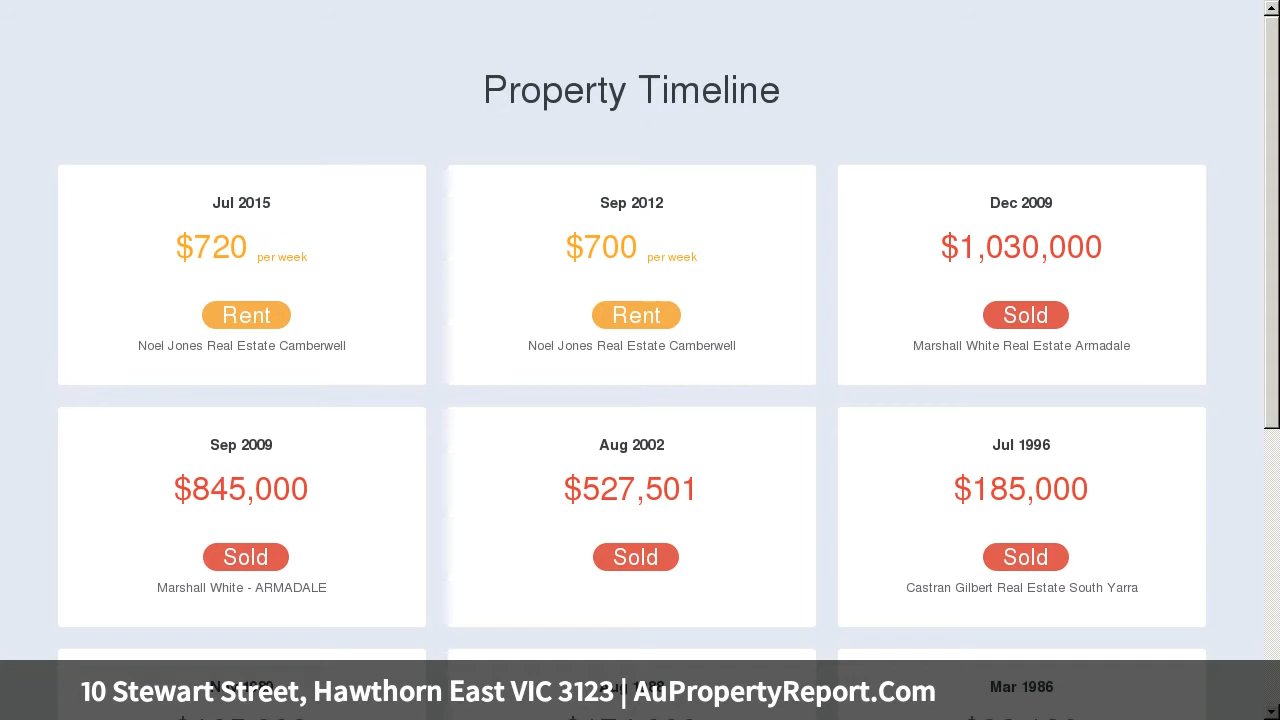 Property Timeline
Jul 2015
$720 per week
Rent
Noel Jones Real Estate Camberwell
Sep 2012
$700 per week
Rent
Noel Jones Real Estate Camberwell
Dec 2009
$1,030,000
Sold
Marshall White Real Estate Armadale
Sep 2009
$845,000
Sold
Marshall White - ARMADALE
Aug 2002
$527,501
Sold
Jul 1996
$185,000
Sold
Castran Gilbert Real Estate South Yarra
Mar 1986
10 Stewart Street, Hawthorn East VIC 3123 | AuPropertyReport.Com